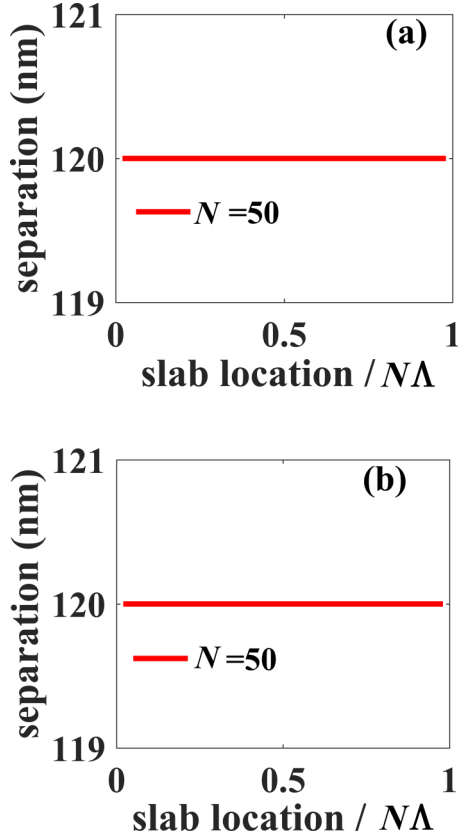 121
(a)
separation (nm)
120
N =50
119
0
0.5
1
slab location / NΛ
121
(b)
separation (nm)
120
N =50
119
0
0.5
1
slab location / NΛ